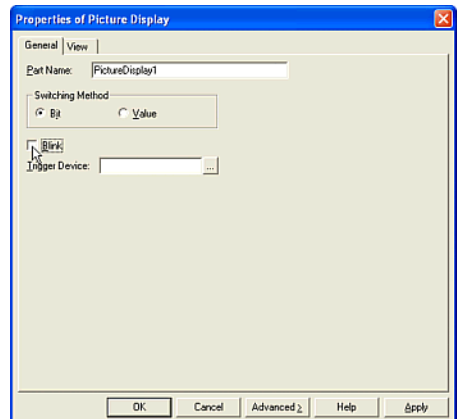 Properties of Picture Display
General View
Part Name: PictureDisplay1
Switching Method
Bit Value
Blink
Trigger Device: ...
OK Cancel Advanced > Help Apply